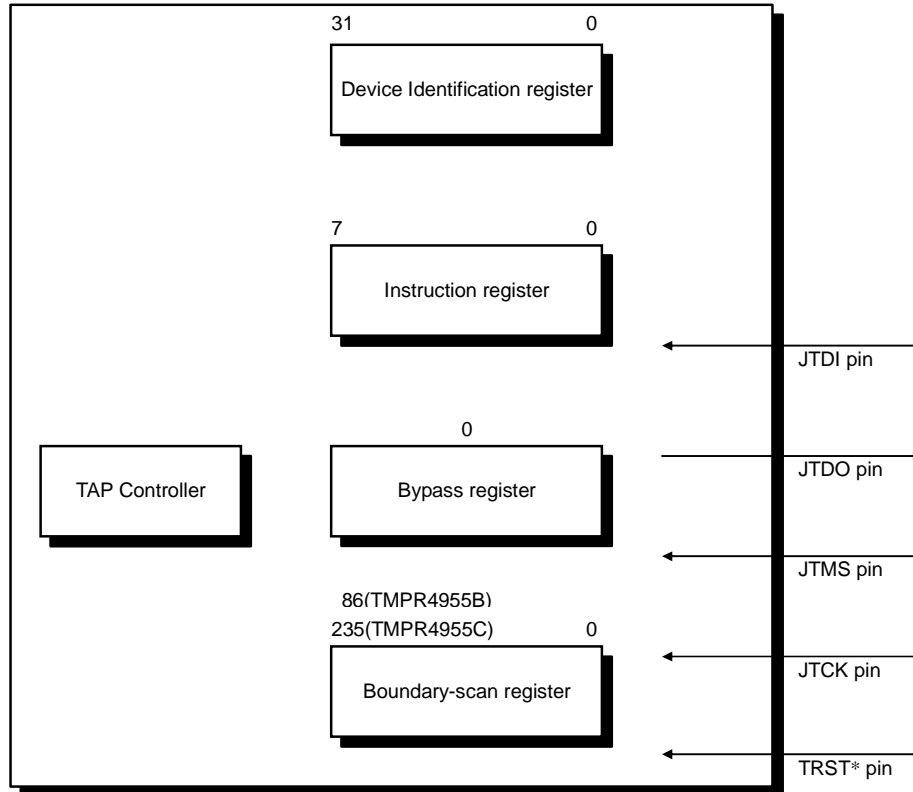 31 0
Device Identification register
7 0
Instruction register
JTDI pin
0
JTDO pin
TAP Controller
Bypass register
JTMS pin
86(TMPR4955B)
235(TMPR4955C) 0
JTCK pin
Boundary-scan register
TRST* pin